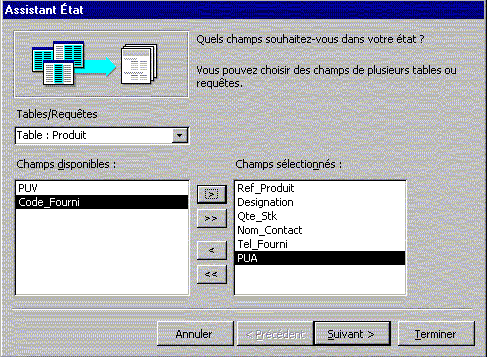 Assistant État
Quels champs souhaitez-vous dans votre état ?
Vous pouvez choisir des champs de plusieurs tables ou
requêtes.
Tables/Requêtes
Table : Produit
Champs disponibles :
PUV
Code_Fourni
>
>>
<
<<
Champs sélectionnés :
Ref_Produit
Designation
Qte_Stk
Nom_Contact
Tel_Fourni
PUA
Annuler
< Précédent
Suivant >
Terminer